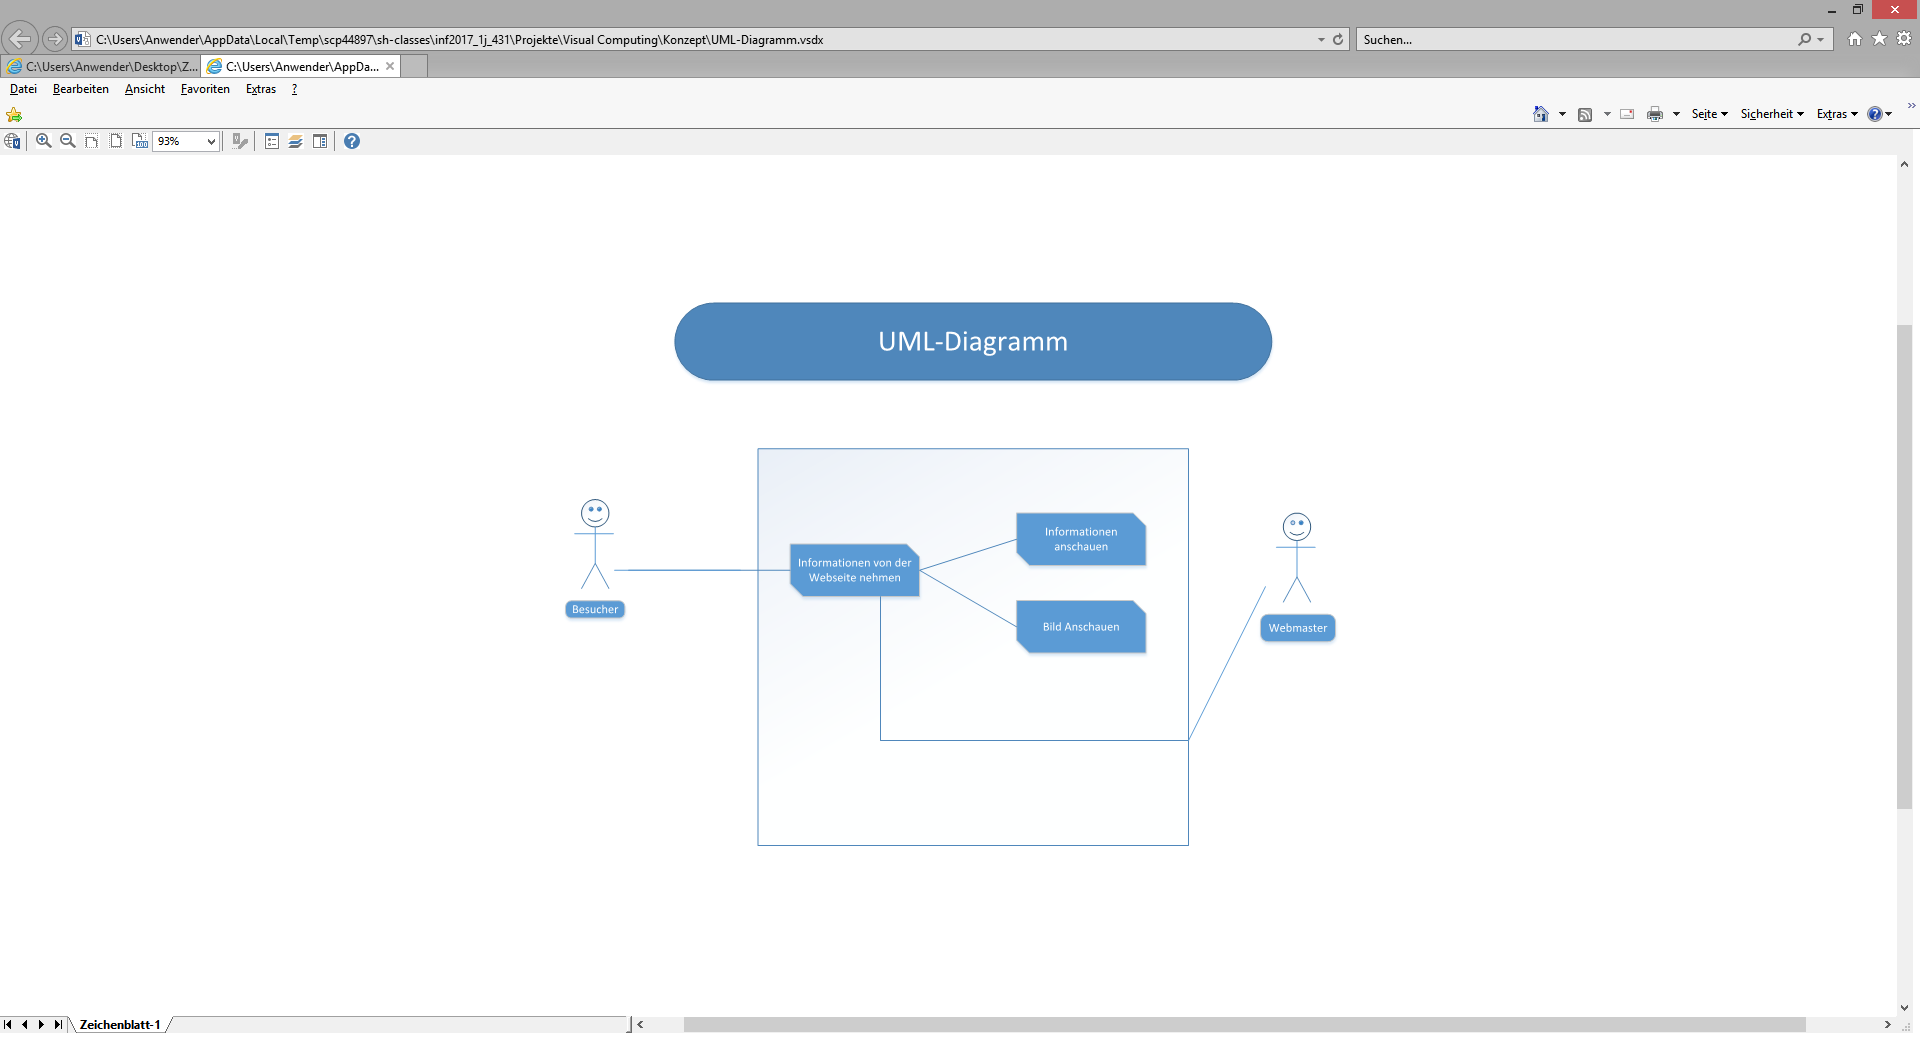 C:\Users\Anwender\AppData\Local\Temp\scp44897\sh-classes\inf2017_1j_431\Projekte\Visual Computing\Konzept\UML-Diagramm.vsdx
Suchen...
C:\Users\Anwender\Desktop\Z...
C:\Users\Anwender\AppDa...
Datei Bearbeiten Ansicht Favoriten Extras ?
Seite Sicherheit Extras
93%
UML-Diagramm
Informationen
anschauen
Informationen von der
Webseite nehmen
Besucher
Bild Anschauen
Webmaster
Zeichenblatt-1